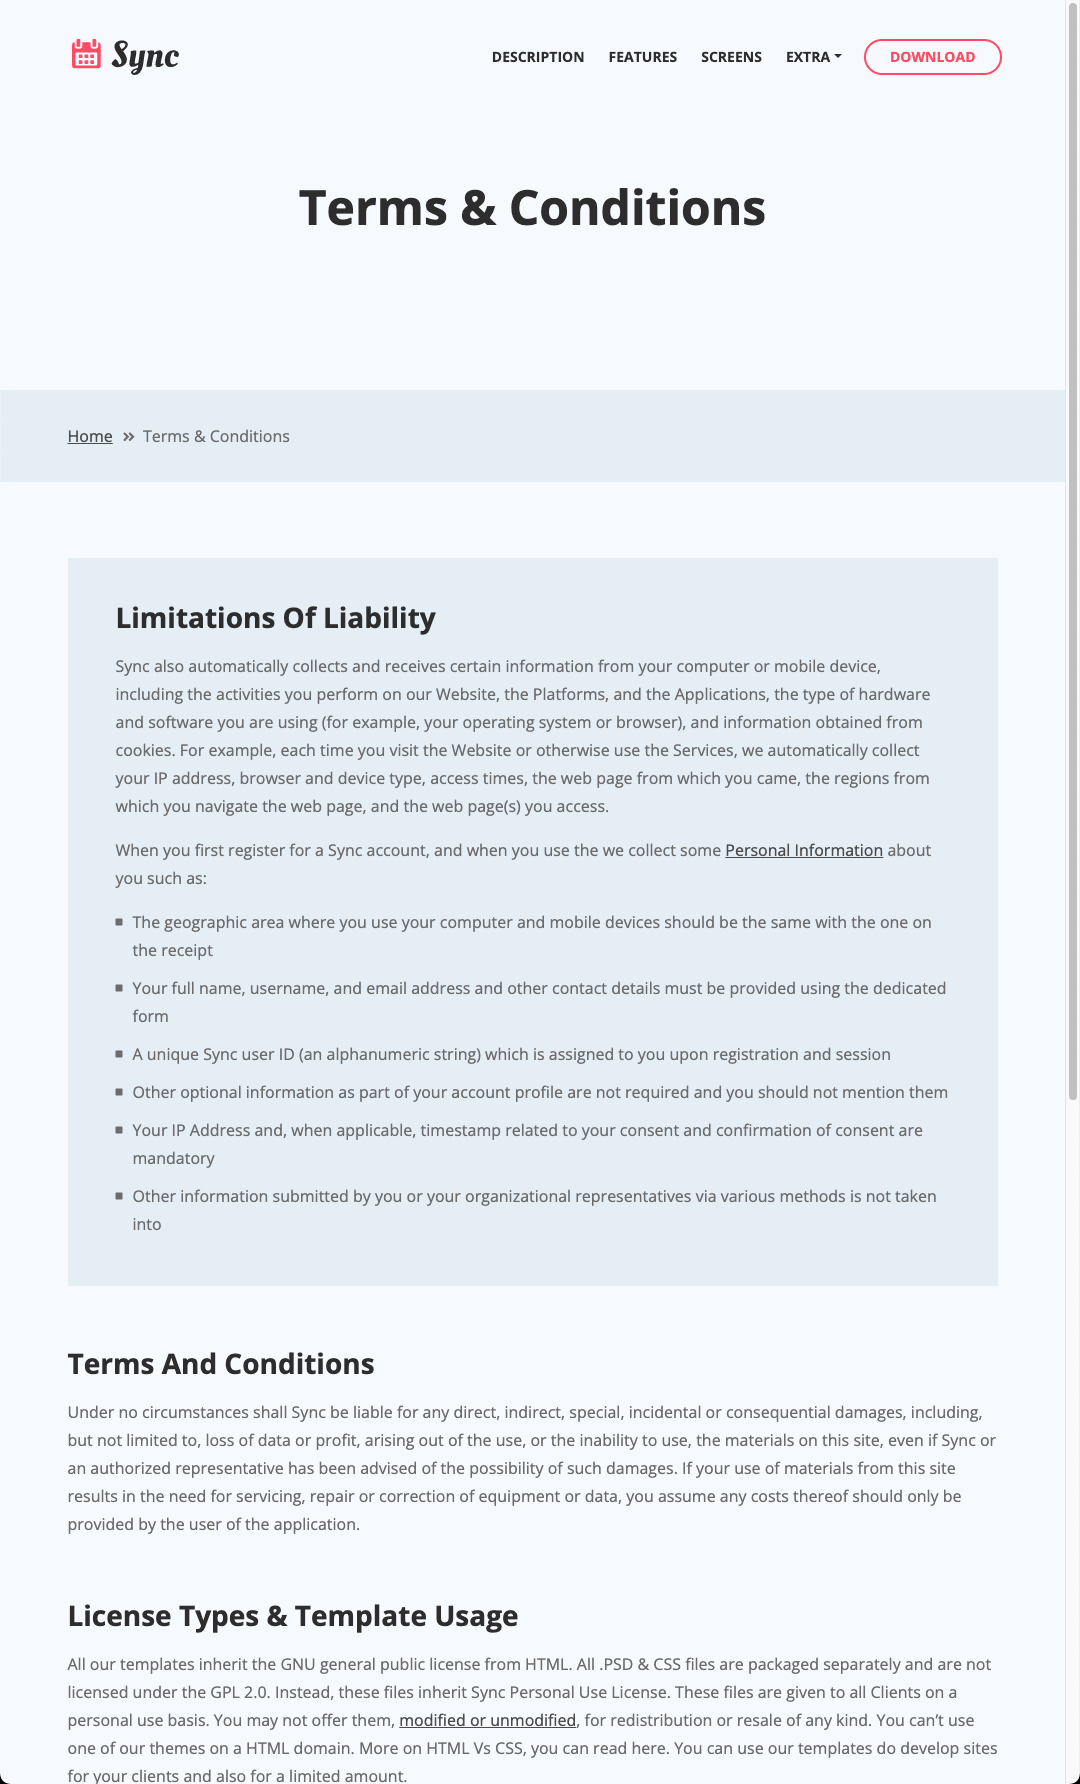 Sync
DESCRIPTION FEATURES SCREENS EXTRA DOWNLOAD
Terms & Conditions
Home » Terms & Conditions
Limitations Of Liability
Sync also automatically collects and receives certain information from your computer or mobile device,
including the activities you perform on our Website, the Platforms, and the Applications, the type of hardware
and software you are using (for example, your operating system or browser), and information obtained from
cookies. For example, each time you visit the Website or otherwise use the Services, we automatically collect
your IP address, browser and device type, access times, the web page from which you came, the regions from
which you navigate the web page, and the web page(s) you access.
When you first register for a Sync account, and when you use the we collect some Personal Information about
you such as:
The geographic area where you use your computer and mobile devices should be the same with the one on
the receipt
Your full name, username, and email address and other contact details must be provided using the dedicated
form
A unique Sync user ID (an alphanumeric string) which is assigned to you upon registration and session
Other optional information as part of your account profile are not required and you should not mention them
Your IP Address and, when applicable, timestamp related to your consent and confirmation of consent are
mandatory
Other information submitted by you or your organizational representatives via various methods is not taken
into
Terms And Conditions
Under no circumstances shall Sync be liable for any direct, indirect, special, incidental or consequential damages, including,
but not limited to, loss of data or profit, arising out of the use, or the inability to use, the materials on this site, even if Sync or
an authorized representative has been advised of the possibility of such damages. If your use of materials from this site
results in the need for servicing, repair or correction of equipment or data, you assume any costs thereof should only be
provided by the user of the application.
License Types & Template Usage
All our templates inherit the GNU general public license from HTML. All .PSD & CSS files are packaged separately and are not
licensed under the GPL 2.0. Instead, these files inherit Sync Personal Use License. These files are given to all Clients on a
personal use basis. You may not offer them, modified or unmodified, for redistribution or resale of any kind. You can’t use
one of our themes on a HTML domain. More on HTML Vs CSS, you can read here. You can use our templates do develop sites
for your clients and also for a limited amount.